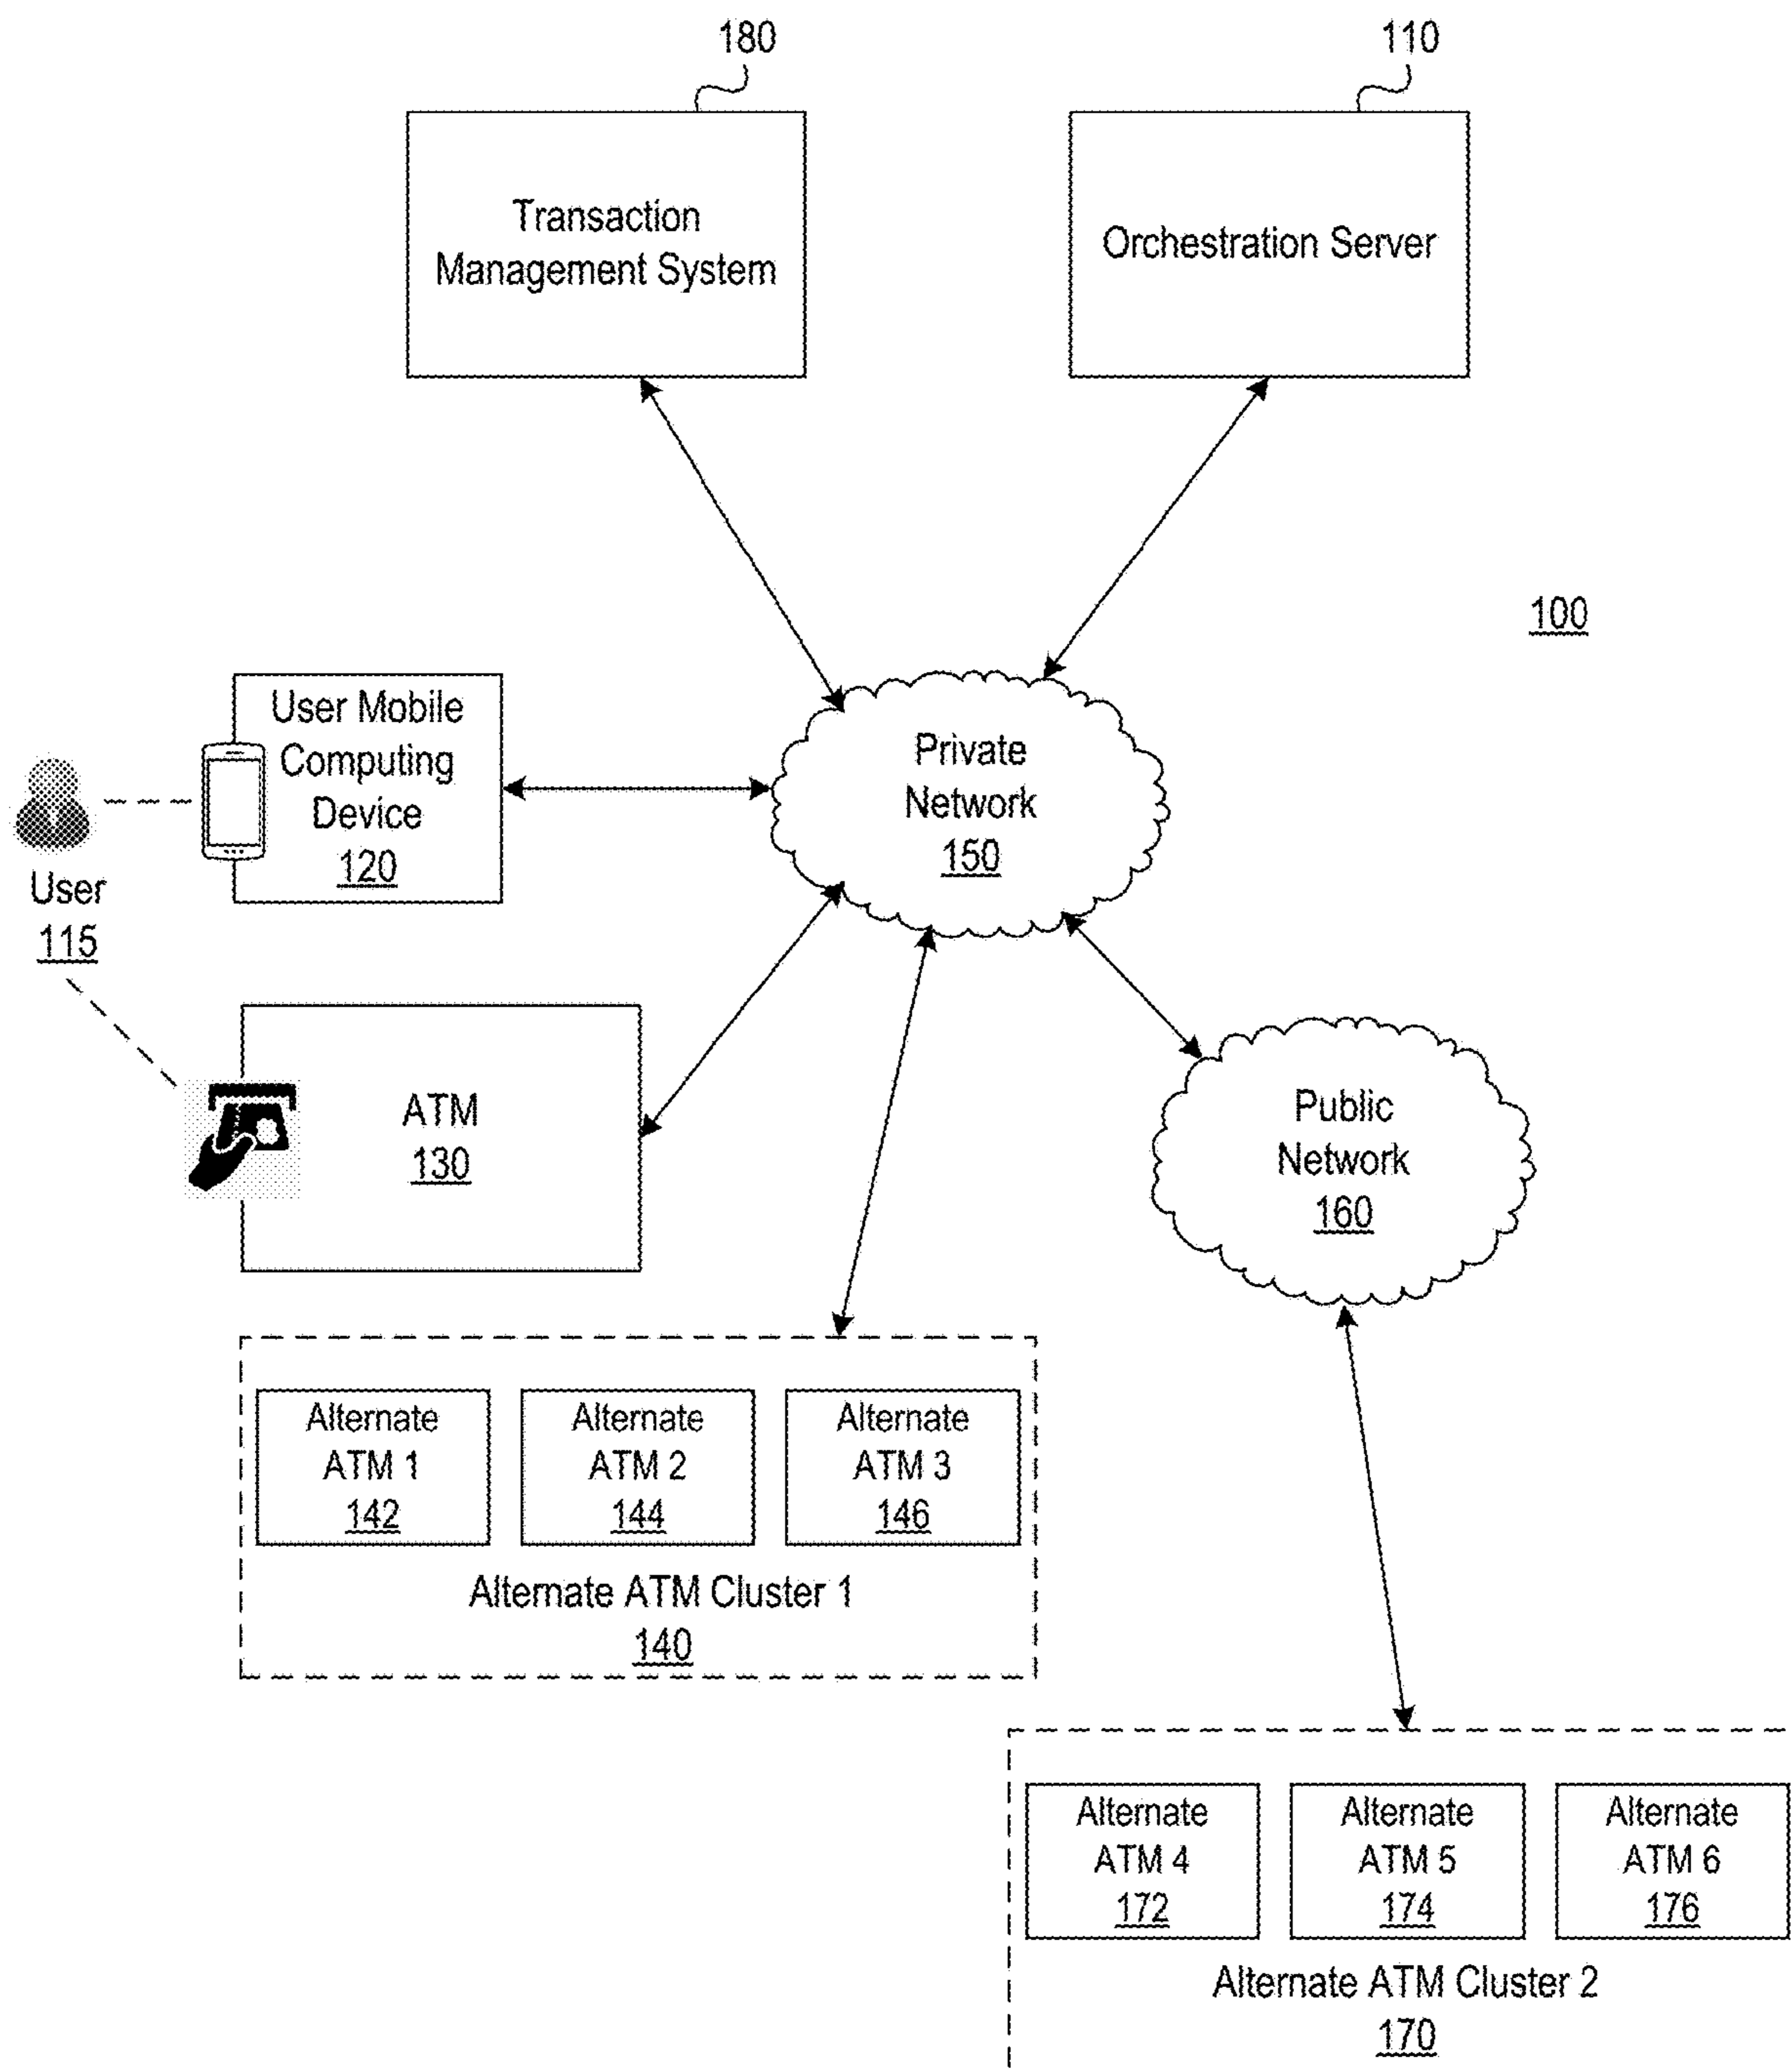 180
110
Transaction
Management System
Orchestration Server
100
User Mobile
Computing
Device
120
Private
Network
150
User
115
ATM
130
Public
Network
160
Alternate
ATM 1
142
Alternate
ATM 2
144
Alternate
ATM 3
146
Alternate ATM Cluster 1
140
Alternate
ATM 4
172
Alternate
ATM 5
174
Alternate
ATM 6
176
Alternate ATM Cluster 2
170